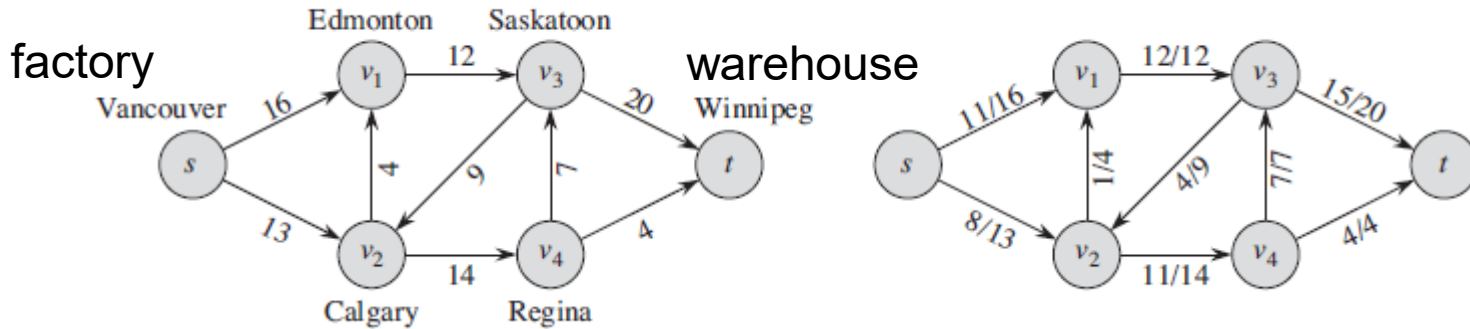 Edmonton Saskatoon
factory
warehouse
Vancouver
Winnipeg
16
v1
12
v3
20
s
4
9
7
t
13
v2
14
v4
4
Calgary
Regina
11/16
v1
12/12
v3
15/20
s
1/4
4/9
7/7
t
8/13
v2
11/14
v4
4/4